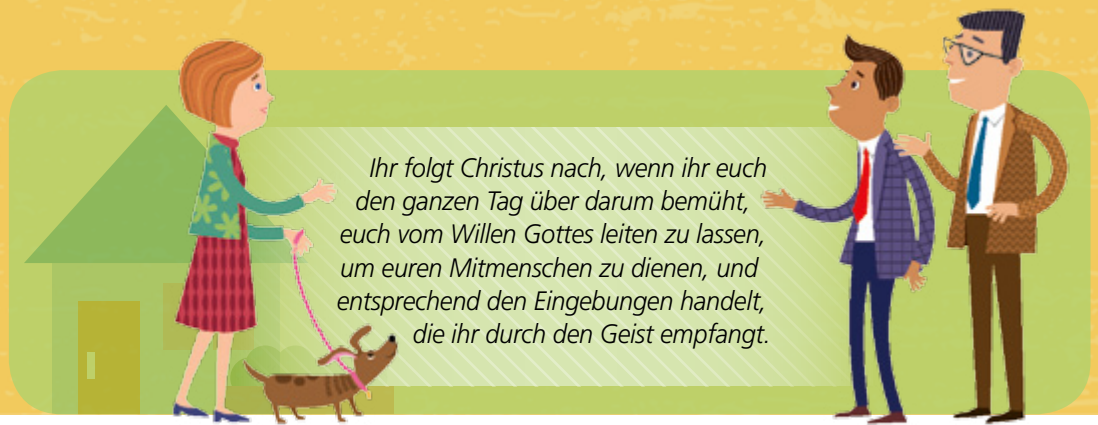 Ihr folgt Christus nach, wenn ihr euch
den ganzen Tag über darum bemüht,
euch vom Willen Gottes leiten zu lassen,
um euren Mitmenschen zu dienen, und
entsprechend den Eingebungen handelt,
die ihr durch den Geist empfangt.